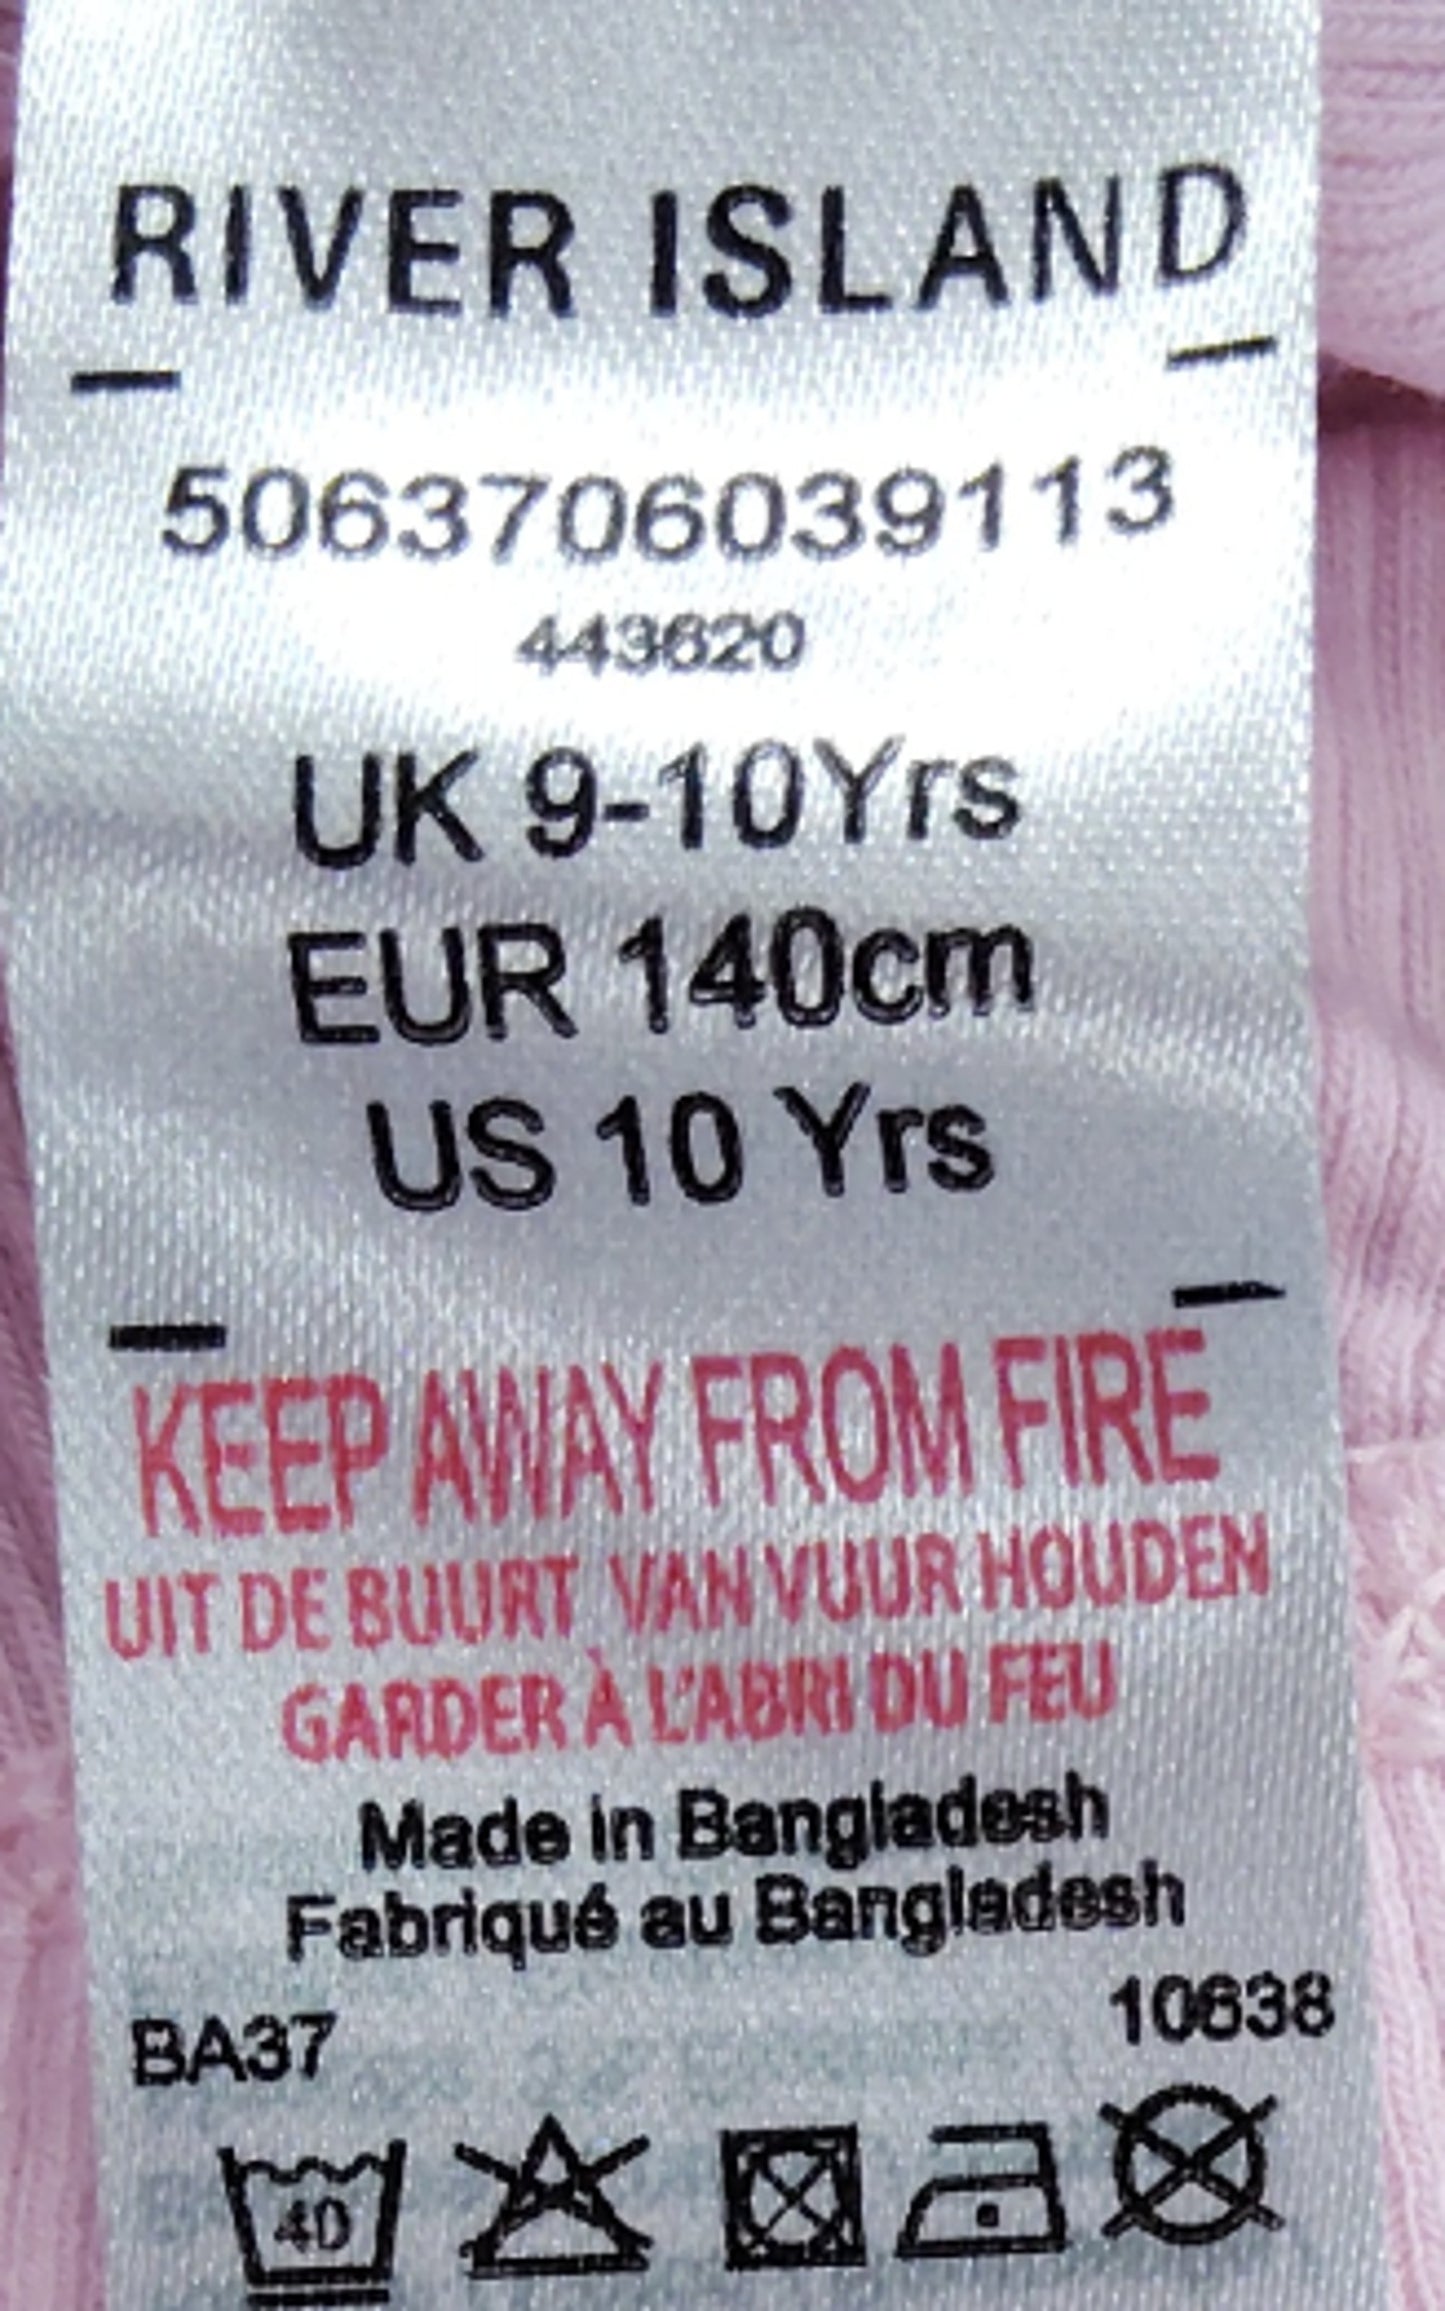 RIVER ISLAND
5063706039113
443620
UK 9-10Yrs
EUR 140cm
US 10 Yrs
KEEP AWAY FROM FIRE
UIT DE BUURT VAN VUUR HOUDEN
GARDER À L'ABRI DU FEU
Made in Bangladesh
Fabriqué au Bangladesh
BA37 10638
40